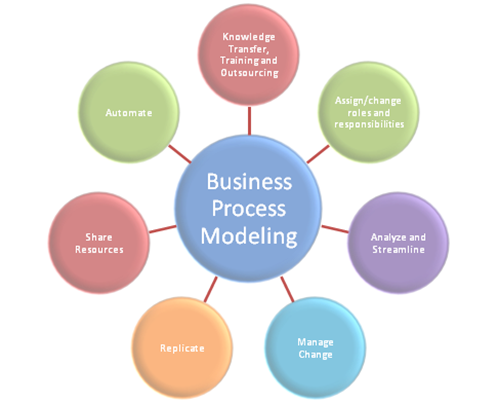 Knowledge
Transfer,
Training and
Outsourcing
Assign/change
roles and
responsibilities
Automate
Business
Process
Modeling
Share
Resources
Analyze and
Streamline
Replicate
Manage
Change